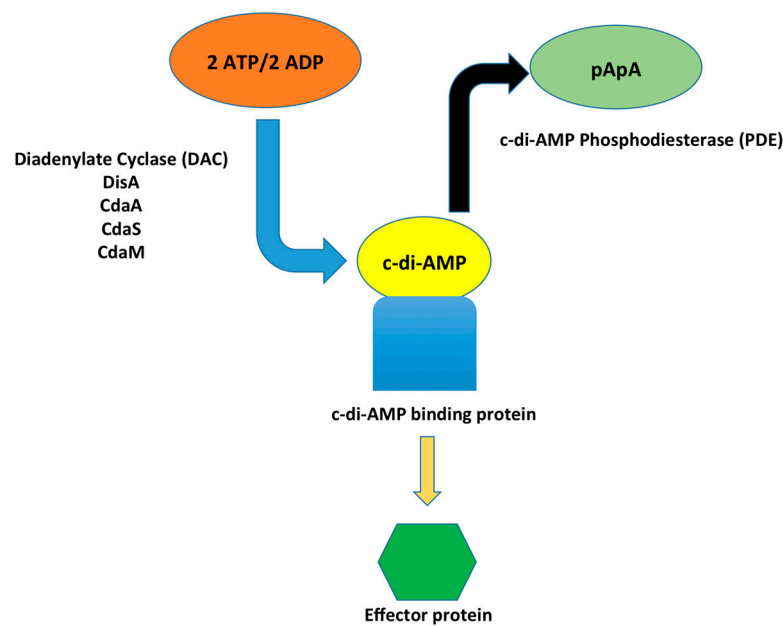 2 ATP/2 ADP
pApA
c-di-AMP Phosphodiesterase (PDE)
Diadenylate Cyclase (DAC)
DisA
CdaA
CdaS
CdaM
c-di-AMP
c-di-AMP binding protein
Effector protein